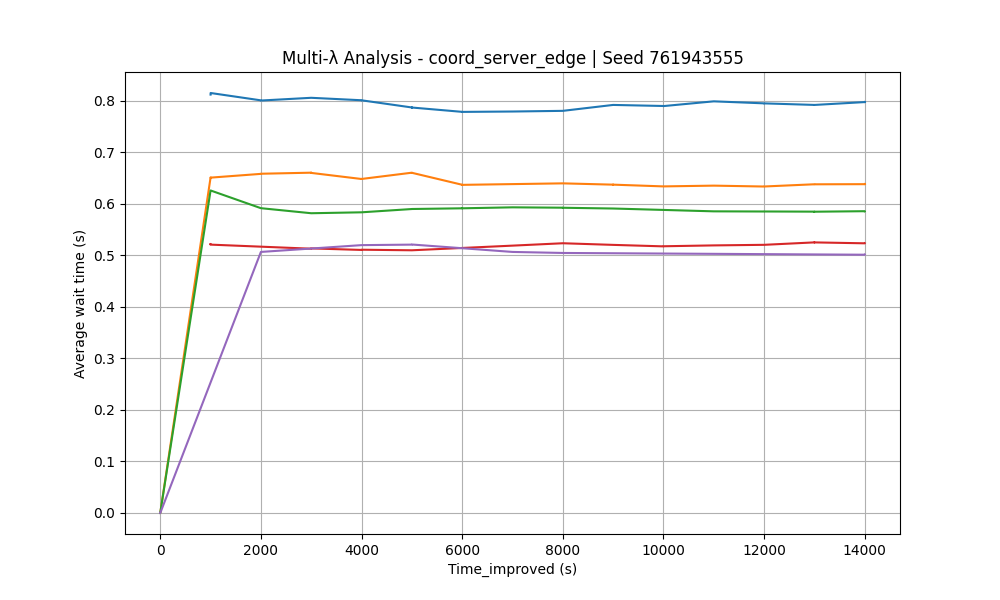 Multi-λ Analysis - coord_server_edge | Seed 761943555
Average wait time (s)
0.8
0.7
0.6
0.5
0.4
0.3
0.2
0.1
0.0
0 2000 4000 6000 8000 10000 12000 14000
Time_improved (s)